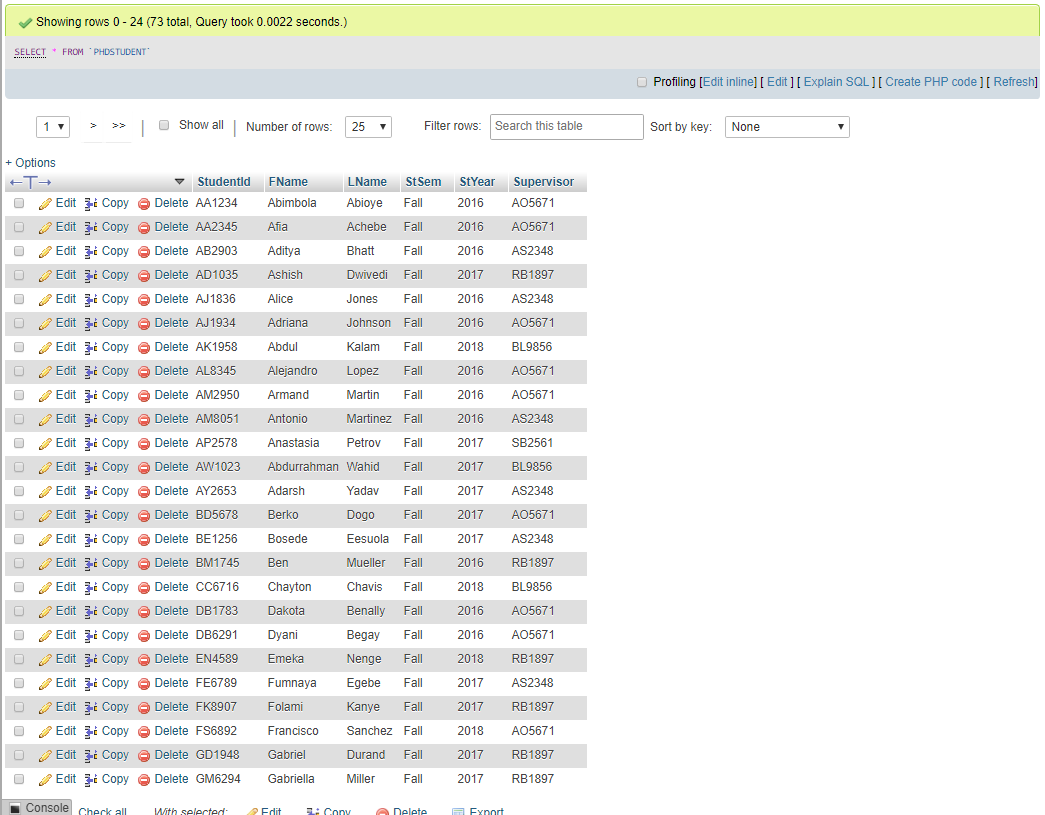 Showing rows 0 - 24 (73 total, Query took 0.0022 seconds.)
SELECT * FROM `PHDSTUDENT`
Profiling [Edit inline] [ Edit ] [ Explain SQL ] [ Create PHP code ] [ Refresh]
1 > >> Show all Number of rows: 25 Filter rows: Search this table Sort by key: None
+ Options
←T→ StudentId FName LName StSem StYear Supervisor
Edit Copy Delete AA1234 Abimbola Abioye Fall 2016 AO5671
Edit Copy Delete AA2345 Afia Achebe Fall 2016 AO5671
Edit Copy Delete AB2903 Aditya Bhatt Fall 2016 AS2348
Edit Copy Delete AD1035 Ashish Dwivedi Fall 2017 RB1897
Edit Copy Delete AJ1836 Alice Jones Fall 2016 AS2348
Edit Copy Delete AJ1934 Adriana Johnson Fall 2016 AO5671
Edit Copy Delete AK1958 Abdul Kalam Fall 2018 BL9856
Edit Copy Delete AL8345 Alejandro Lopez Fall 2016 AO5671
Edit Copy Delete AM2950 Armand Martin Fall 2016 AO5671
Edit Copy Delete AM8051 Antonio Martinez Fall 2016 AS2348
Edit Copy Delete AP2578 Anastasia Petrov Fall 2017 SB2561
Edit Copy Delete AW1023 Abdurrahman Wahid Fall 2017 BL9856
Edit Copy Delete AY2653 Adarsh Yadav Fall 2017 AS2348
Edit Copy Delete BD5678 Berko Dogo Fall 2017 AO5671
Edit Copy Delete BE1256 Bosede Eesuola Fall 2017 AS2348
Edit Copy Delete BM1745 Ben Mueller Fall 2016 RB1897
Edit Copy Delete CC6716 Chayton Chavis Fall 2018 BL9856
Edit Copy Delete DB1783 Dakota Benally Fall 2016 AO5671
Edit Copy Delete DB6291 Dyani Begay Fall 2016 AO5671
Edit Copy Delete EN4589 Emeka Nenge Fall 2018 RB1897
Edit Copy Delete FE6789 Fumnaya Egebe Fall 2017 AS2348
Edit Copy Delete FK8907 Folami Kanye Fall 2017 RB1897
Edit Copy Delete FS6892 Francisco Sanchez Fall 2018 AO5671
Edit Copy Delete GD1948 Gabriel Durand Fall 2017 RB1897
Edit Copy Delete GM6294 Gabriella Miller Fall 2017 RB1897
Console Check all With selected: Edit Copy Delete Export